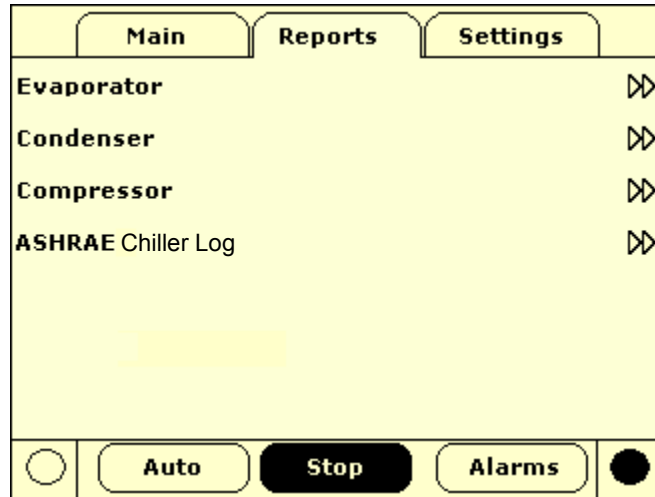 Main Reports Settings
Evaporator
Condenser
Compressor
ASHRAE Chiller Log
Auto Stop Alarms